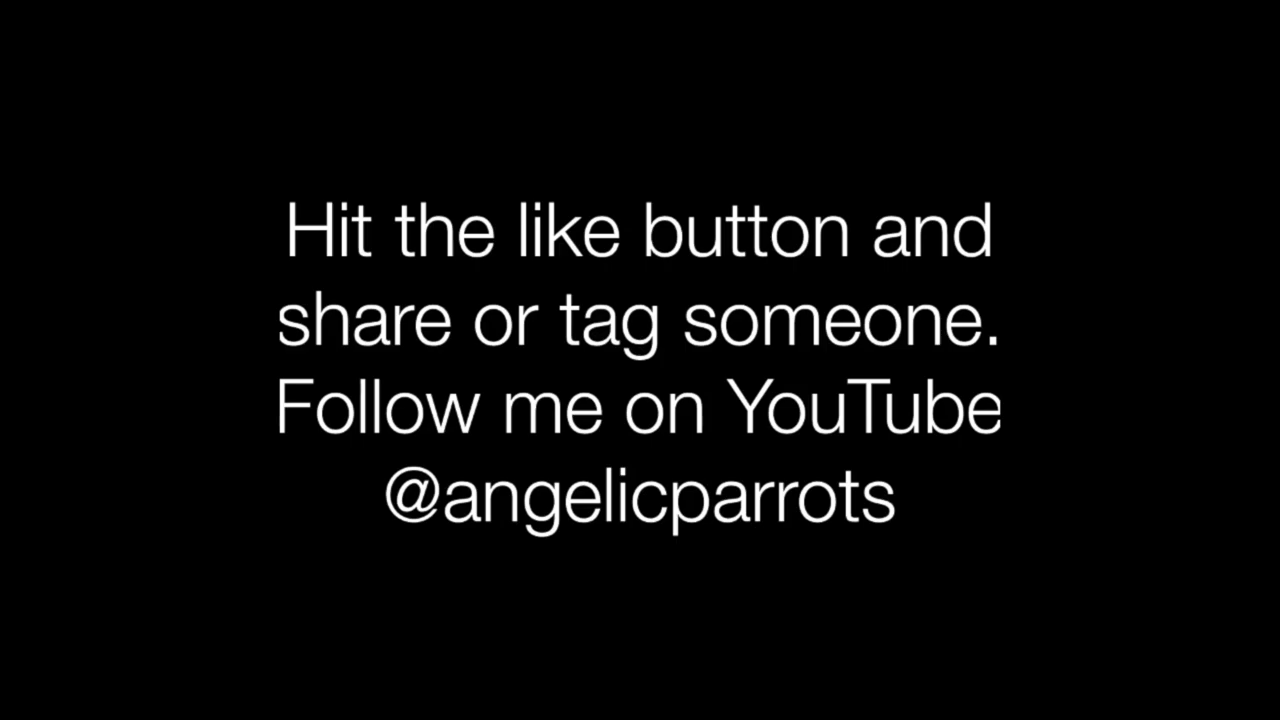 Hit the like button and
share or tag someone.
Follow me on YouTube
@angelicparrots